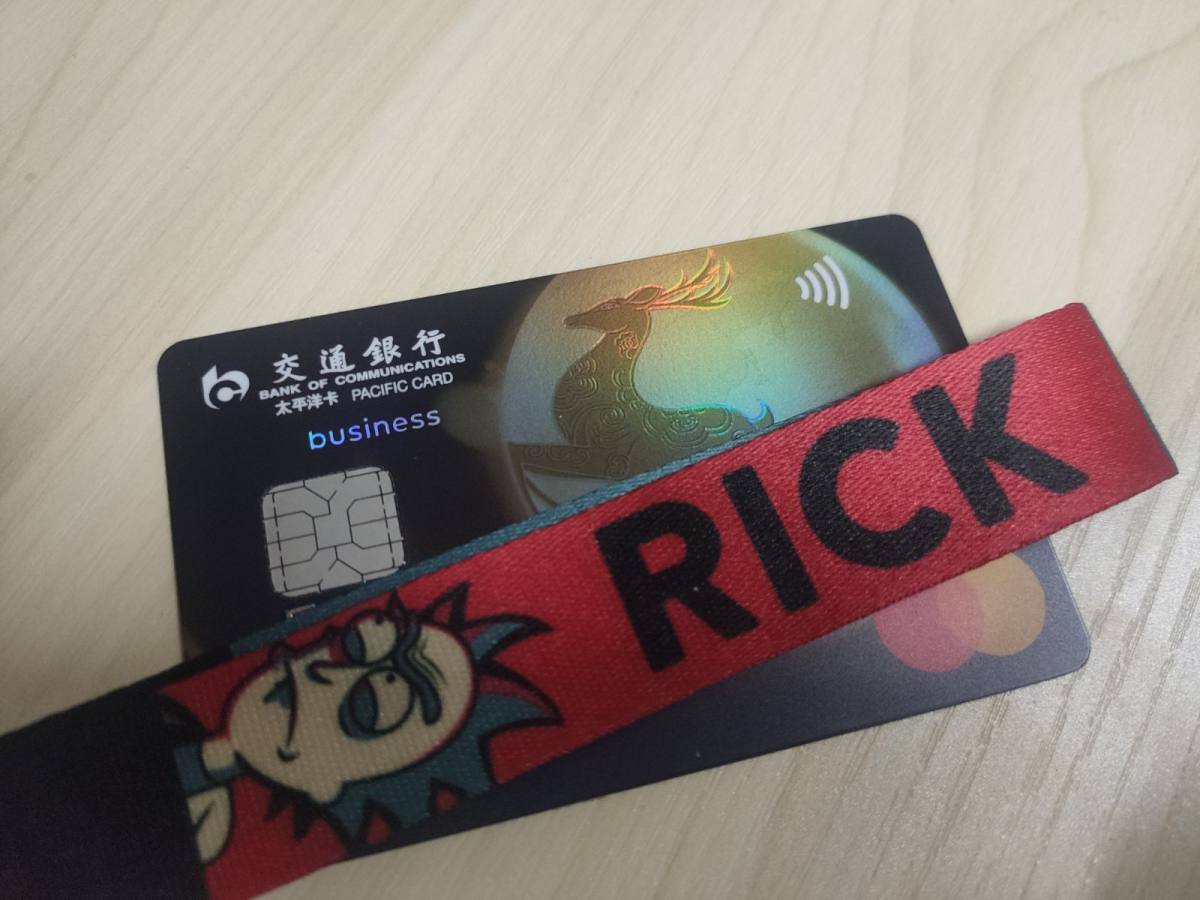 交通銀行
BANK OF COMMUNICATIONS
太平洋卡 PACIFIC CARD
business
RICK